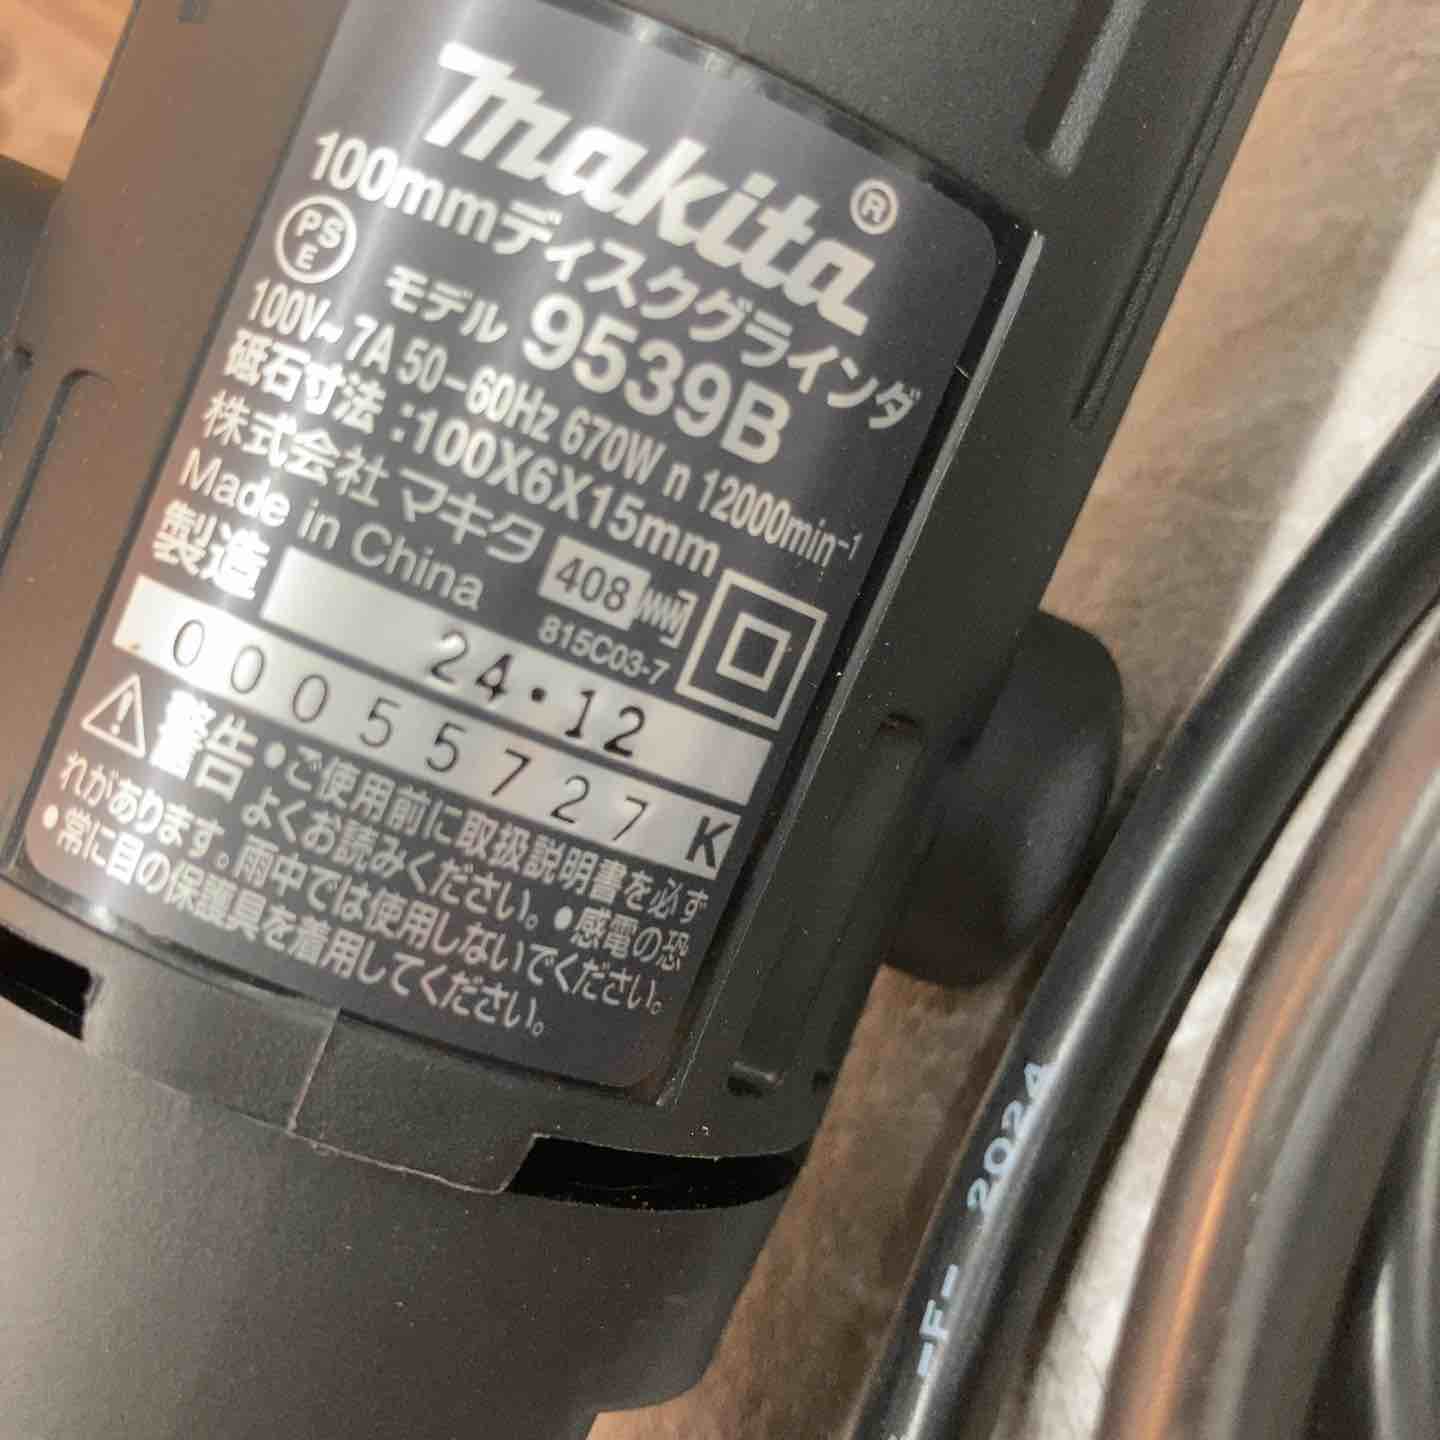 makita®
100mmディスクグラインダ
PS
E
モデル 9539B
100V~ 7A 50-60Hz 670W n 12000min⁻¹
砥石寸法:100X6X15mm
株式会社 マキタ
Made in China
408
815C03-7
製造 24・12
0005 5727 K
⚠警告 ●ご使用前に取扱説明書を必ず
よくお読みください。●感電の恐
れがあります。雨中では使用しないでください。
●常に目の保護具を着用してください。
-F- 2024